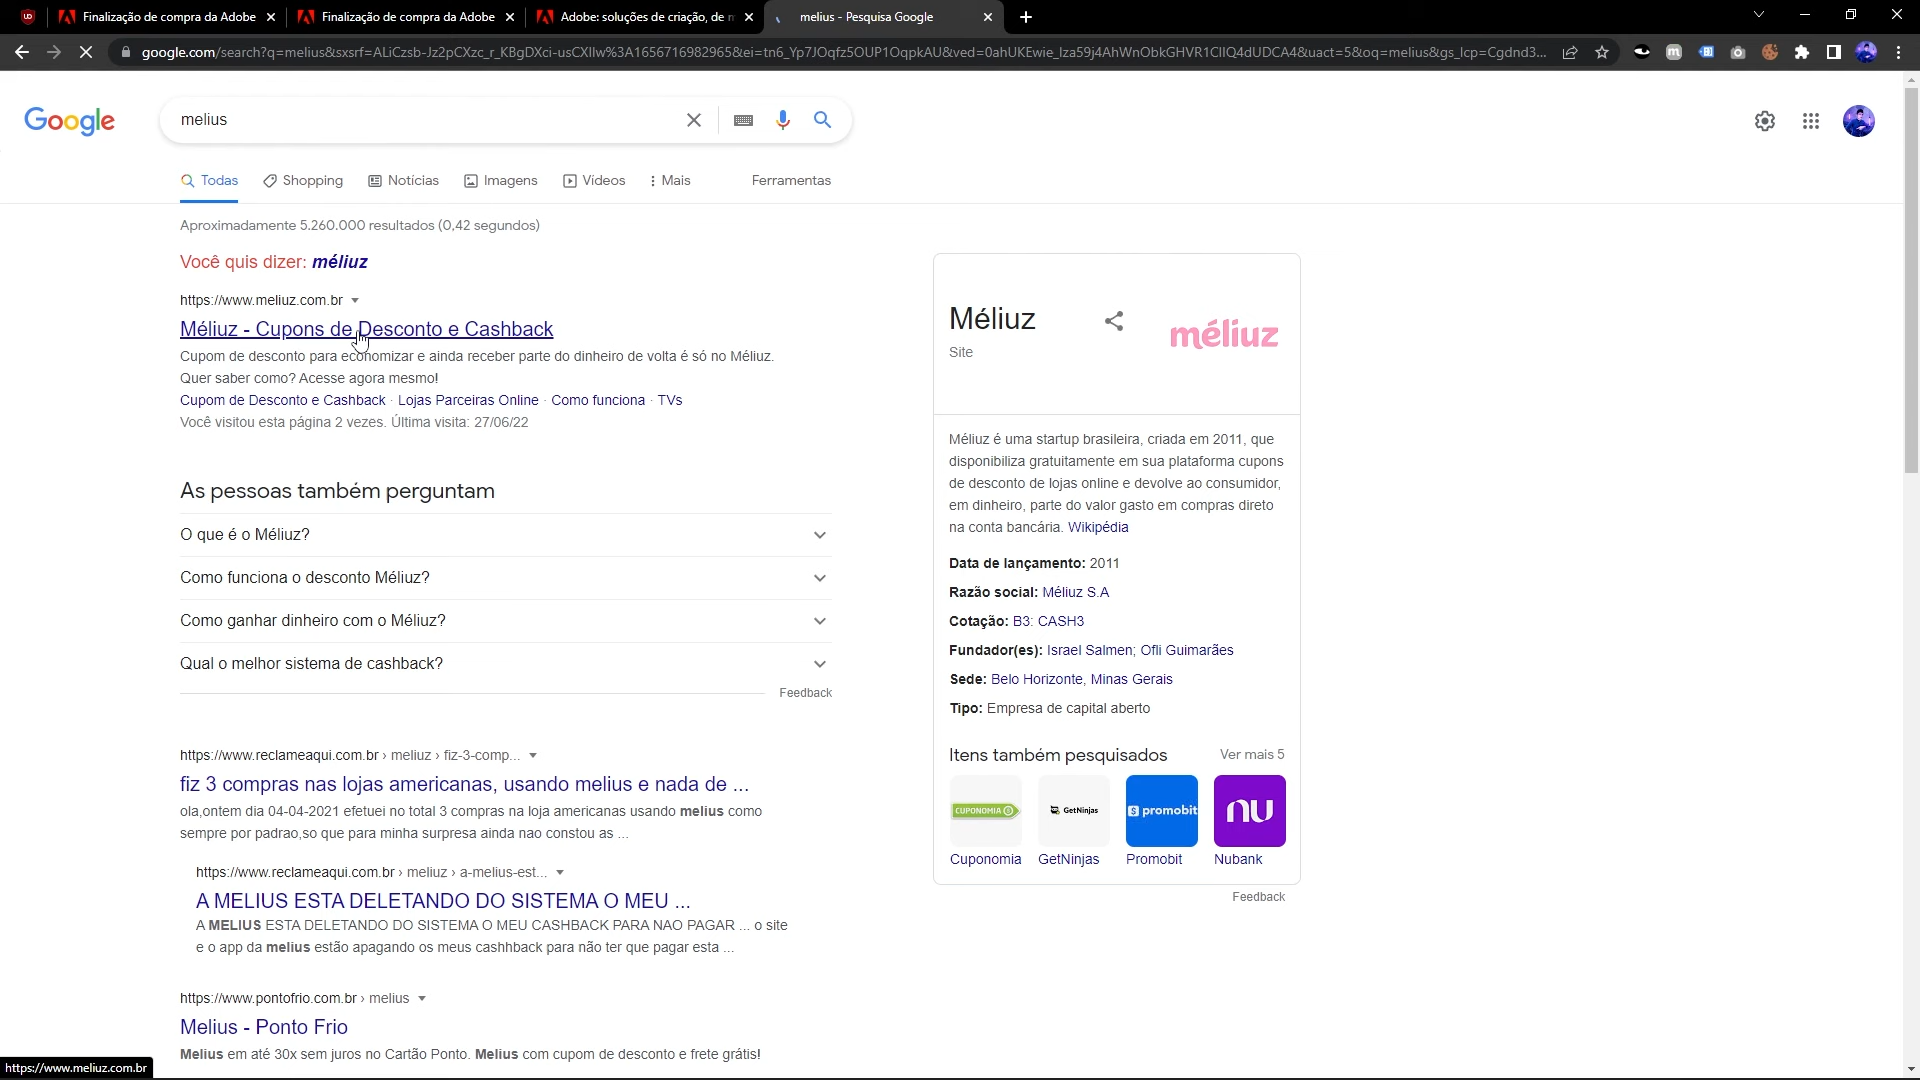 Finalização de compra da Adobe
Finalização de compra da Adobe
Adobe: soluções de criação, de m
melius - Pesquisa Google
google.com/search?q=melius&sxsrf=ALiCzsb-Jz2pCXzc_r_KBgDXci-usCXIlw%3A1656716982965&ei=tn6_Yp7JOqfz5OUP1OqpkAU&ved=0ahUKEwie_Iza59j4AhWnObkGHVR1CIIQ4dUDCA4&uact=5&oq=melius&gs_lcp=Cgdnd3...
Google
melius
Todas
Shopping
Notícias
Imagens
Vídeos
Mais
Ferramentas
Aproximadamente 5.260.000 resultados (0,42 segundos)
Você quis dizer: méliuz
https://www.meliuz.com.br
Méliuz - Cupons de Desconto e Cashback
Cupom de desconto para economizar e ainda receber parte do dinheiro de volta é só no Méliuz.
Quer saber como? Acesse agora mesmo!
Cupom de Desconto e Cashback · Lojas Parceiras Online · Como funciona · TVs
Você visitou esta página 2 vezes. Última visita: 27/06/22
As pessoas também perguntam
O que é o Méliuz?
Como funciona o desconto Méliuz?
Como ganhar dinheiro com o Méliuz?
Qual o melhor sistema de cashback?
Feedback
https://www.reclameaqui.com.br › meliuz › fiz-3-comp...
fiz 3 compras nas lojas americanas, usando melius e nada de ...
ola,ontem dia 04-04-2021 efetuei no total 3 compras na loja americanas usando melius como
sempre por padrao,so que para minha surpresa ainda nao constou as ...
https://www.reclameaqui.com.br › meliuz › a-melius-est...
A MELIUS ESTA DELETANDO DO SISTEMA O MEU ...
A MELIUS ESTA DELETANDO DO SISTEMA O MEU CASHBACK PARA NAO PAGAR ... o site
e o app da melius estão apagando os meus cashhback para não ter que pagar esta ...
https://www.pontofrio.com.br › melius
Melius - Ponto Frio
Melius em até 30x sem juros no Cartão Ponto. Melius com cupom de desconto e frete grátis!
https://www.meliuz.com.br
Méliuz
Site
méliuz
Méliuz é uma startup brasileira, criada em 2011, que
disponibiliza gratuitamente em sua plataforma cupons
de desconto de lojas online e devolve ao consumidor,
em dinheiro, parte do valor gasto em compras direto
na conta bancária. Wikipédia
Data de lançamento: 2011
Razão social: Méliuz S.A
Cotação: B3: CASH3
Fundador(es): Israel Salmen; Ofli Guimarães
Sede: Belo Horizonte, Minas Gerais
Tipo: Empresa de capital aberto
Itens também pesquisados
Ver mais 5
CUPONOMIA
GetNinjas
promobit
nu
Cuponomia
GetNinjas
Promobit
Nubank
Feedback